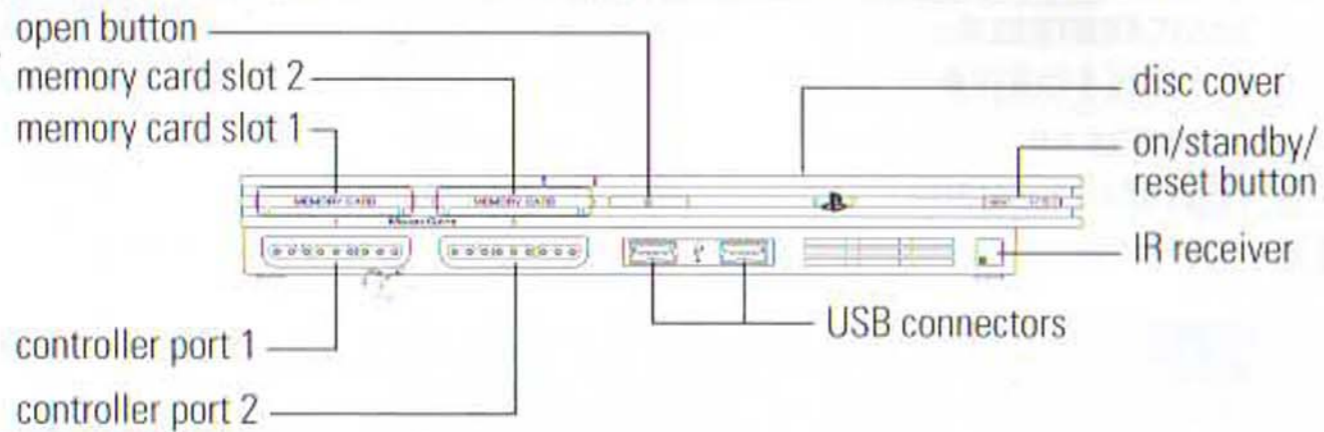 open button
memory card slot 2
memory card slot 1
disc cover
on/standby/
reset button
MEMORY CARD
MEMORY CARD
IR receiver
USB connectors
controller port 1
controller port 2